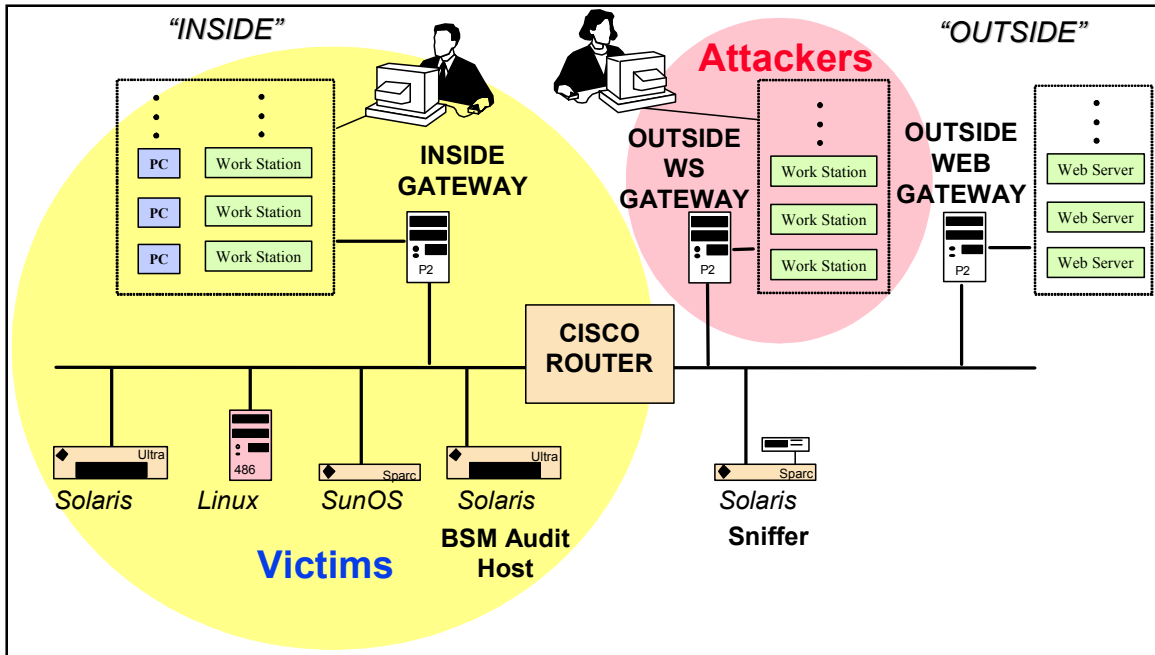 “INSIDE”
“OUTSIDE”
Attackers
PC
Work Station
PC
Work Station
PC
Work Station
INSIDE
GATEWAY
P2
OUTSIDE
WS
GATEWAY
P2
Work Station
Work Station
Work Station
OUTSIDE
WEB
GATEWAY
P2
Web Server
Web Server
Web Server
CISCO
ROUTER
Ultra
Solaris
486
Linux
Sparc
SunOS
Ultra
Solaris
BSM Audit
Host
Victims
Sparc
Solaris
Sniffer